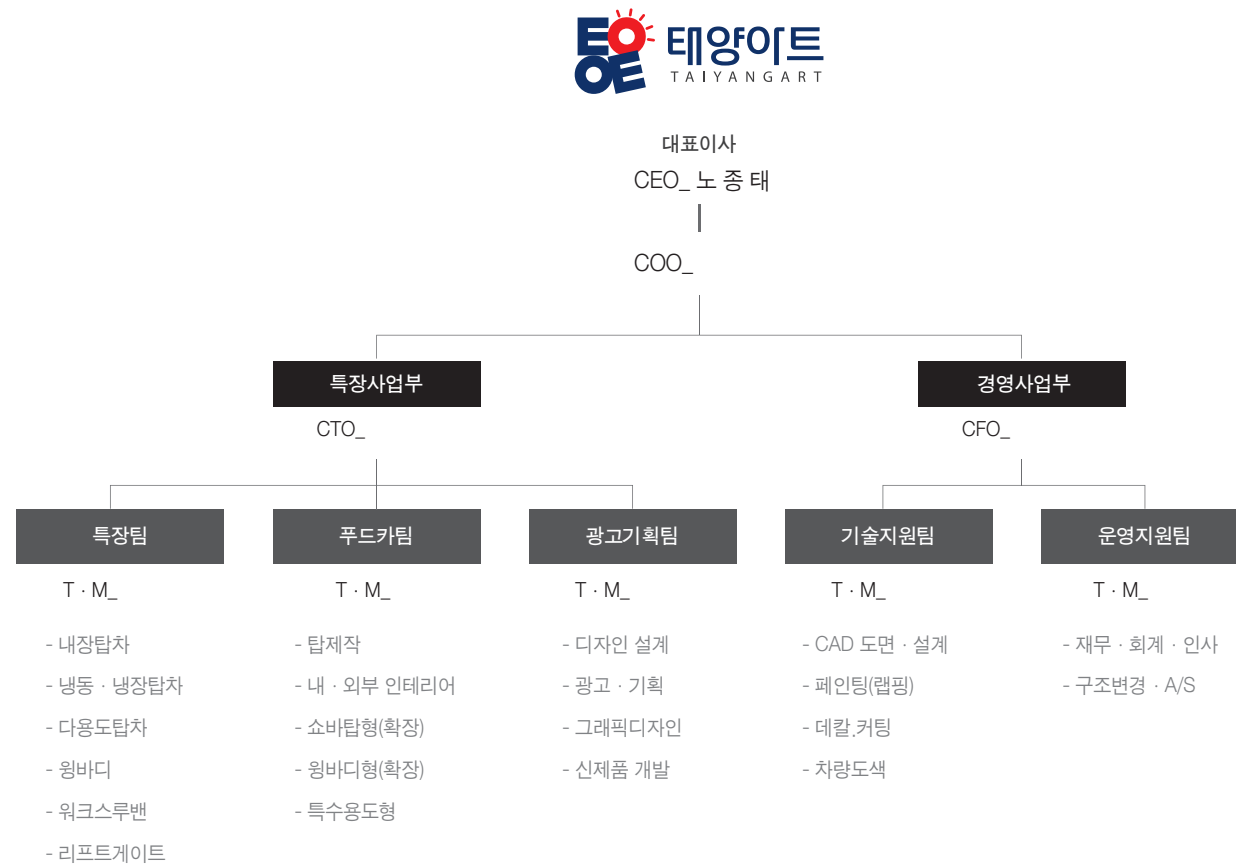 태양아트
TAIYANGART
대표이사
CEO_ 노 종 태
COO_
특장사업부
CTO_
경영사업부
CFO_
특장팀
T · M_
- 내장탑차
- 냉동 · 냉장탑차
- 다용도탑차
- 윙바디
- 워크스루밴
- 리프트게이트
푸드카팀
T · M_
- 탑제작
- 내 · 외부 인테리어
- 쇼바탑형(확장)
- 윙바디형(확장)
- 특수용도형
광고기획팀
T · M_
- 디자인 설계
- 광고 · 기획
- 그래픽디자인
- 신제품 개발
기술지원팀
T · M_
- CAD 도면 · 설계
- 페인팅(랩핑)
- 데칼.커팅
- 차량도색
운영지원팀
T · M_
- 재무 · 회계 · 인사
- 구조변경 · A/S